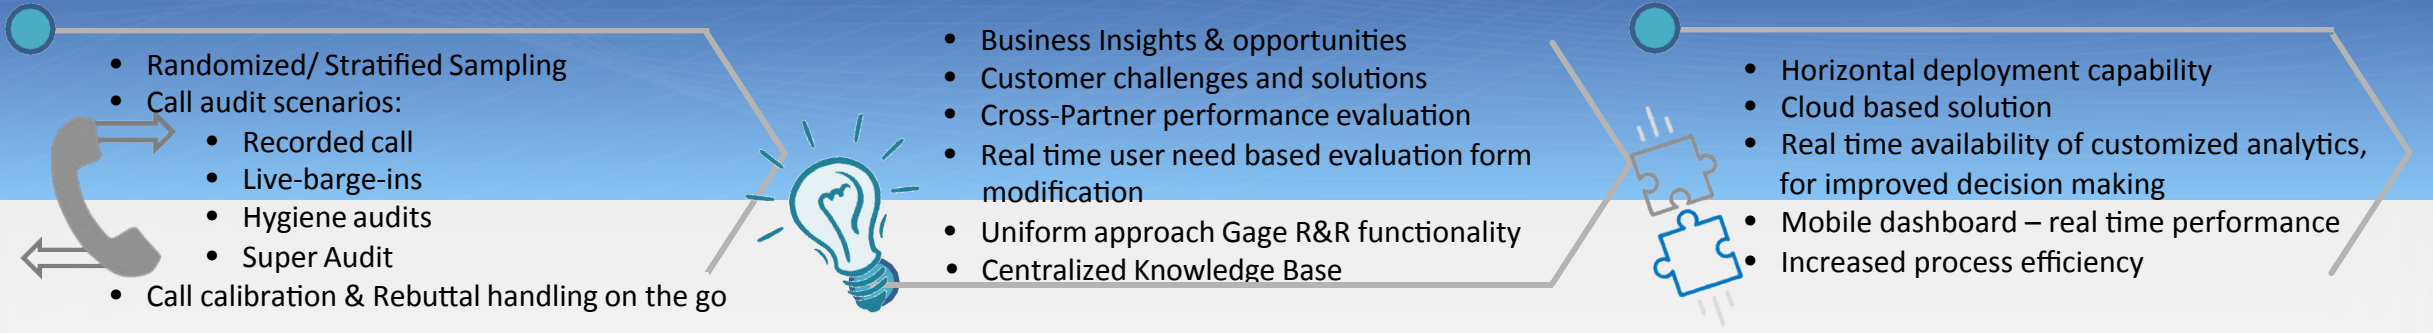 • Randomized/ Stratified Sampling
• Call audit scenarios:
• Recorded call
• Live-barge-ins
• Hygiene audits
• Super Audit
• Call calibration & Rebuttal handling on the go
• Business Insights & opportunities
• Customer challenges and solutions
• Cross-Partner performance evaluation
• Real time user need based evaluation form
modification
• Uniform approach Gage R&R functionality
• Centralized Knowledge Base
• Horizontal deployment capability
• Cloud based solution
• Real time availability of customized analytics,
for improved decision making
• Mobile dashboard – real time performance
• Increased process efficiency